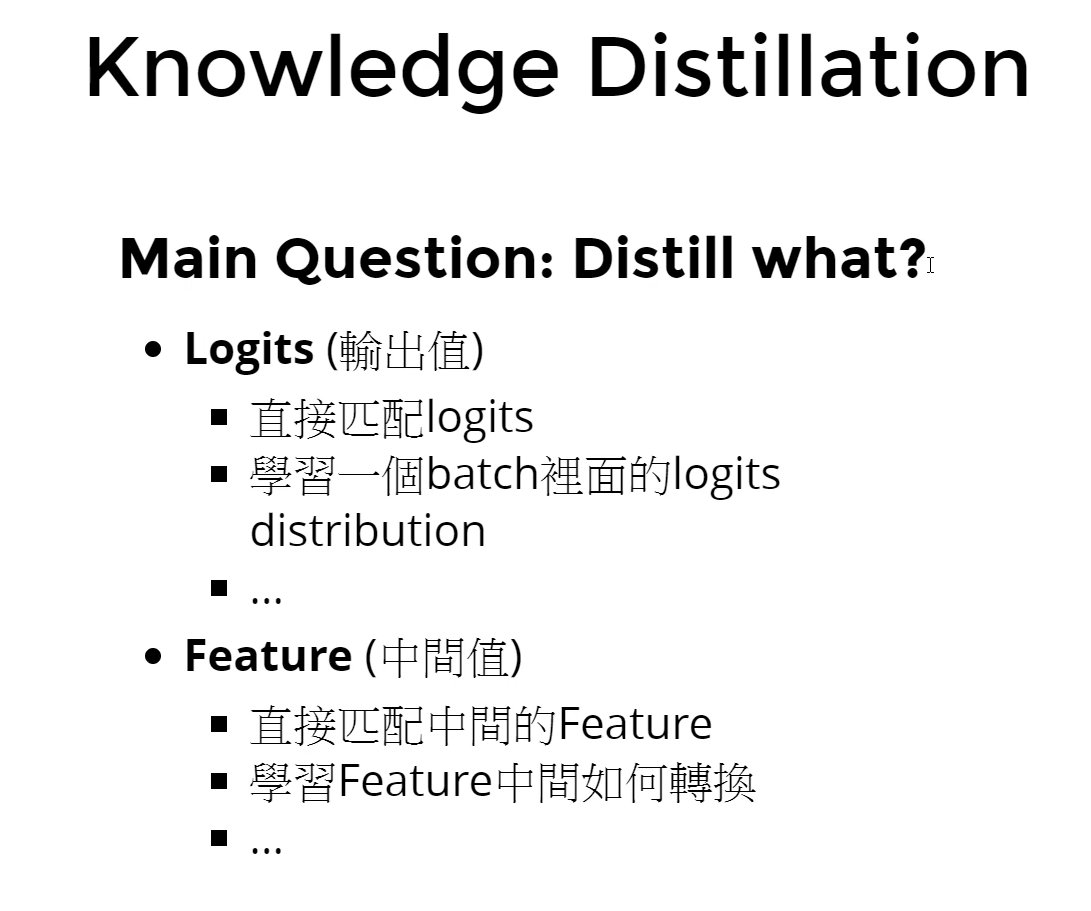 Knowledge Distillation
Main Question: Distill what?
• Logits (輸出值)
▪ 直接匹配logits
▪ 學習一個batch裡面的logits
distribution
▪ ...
• Feature (中間值)
▪ 直接匹配中間的Feature
▪ 學習Feature中間如何轉換
▪ ...